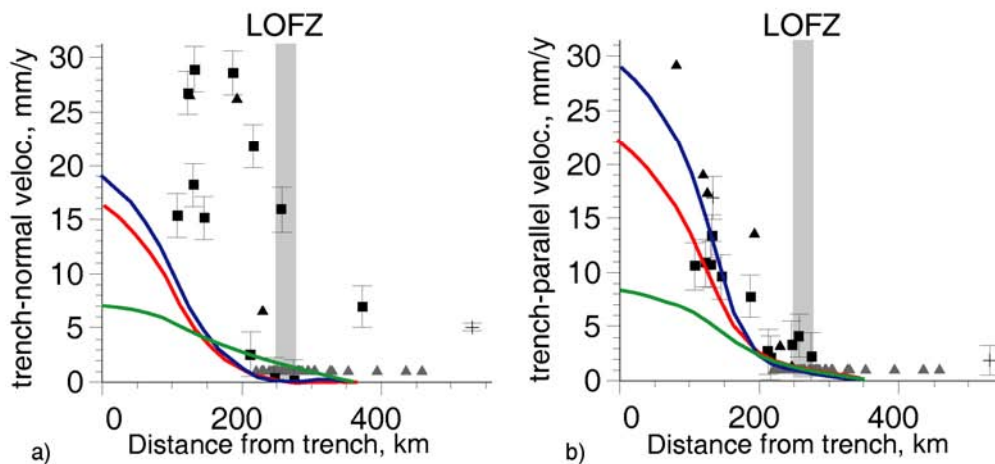 LOFZ
30
25
20
15
10
5
0
trench-normal veloc., mm/y
0 200 400
Distance from trench, km
a)
LOFZ
30
25
20
15
10
5
0
trench-parallel veloc., mm/y
0 200 400
Distance from trench, km
b)